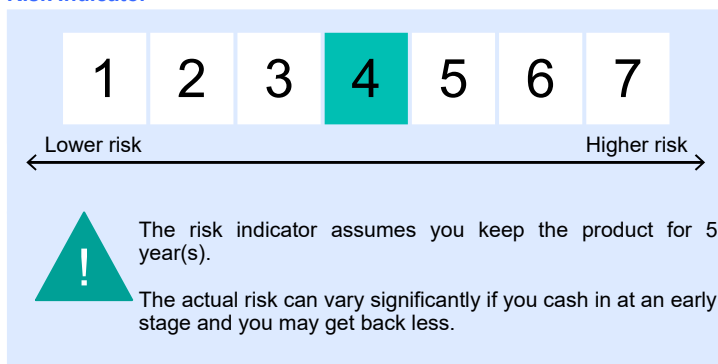 1 2 3 4 5 6 7
Lower risk Higher risk
!
The risk indicator assumes you keep the product for 5
year(s).
The actual risk can vary significantly if you cash in at an early
stage and you may get back less.